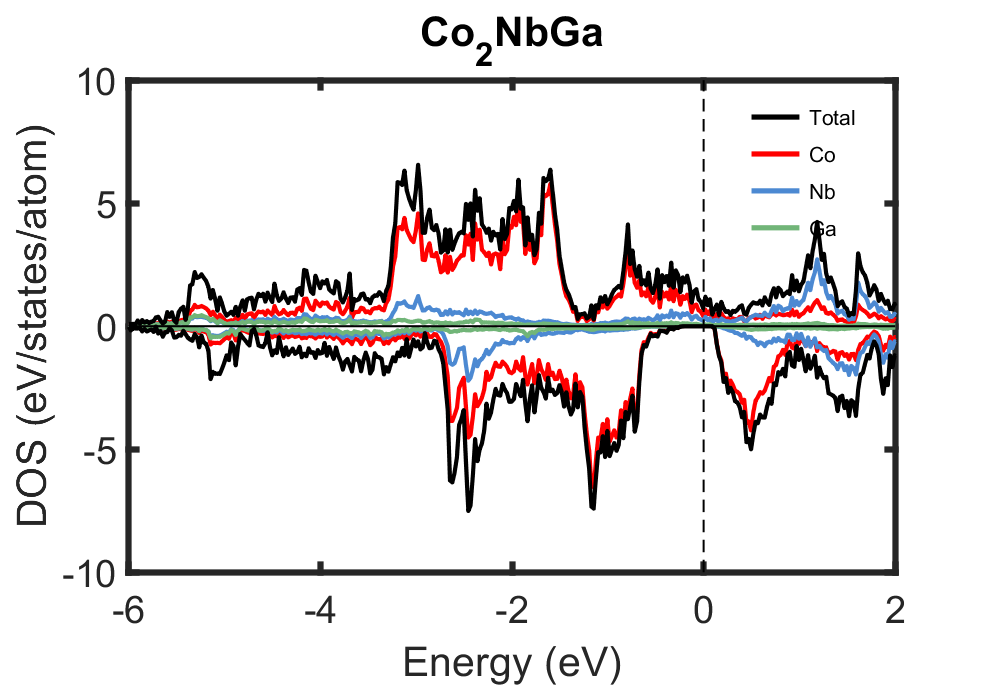 Co2NbGa
10
5
0
-5
-10
-6
-4
-2
0
2
DOS (eV/states/atom)
Energy (eV)
Total
Co
Nb
Ga